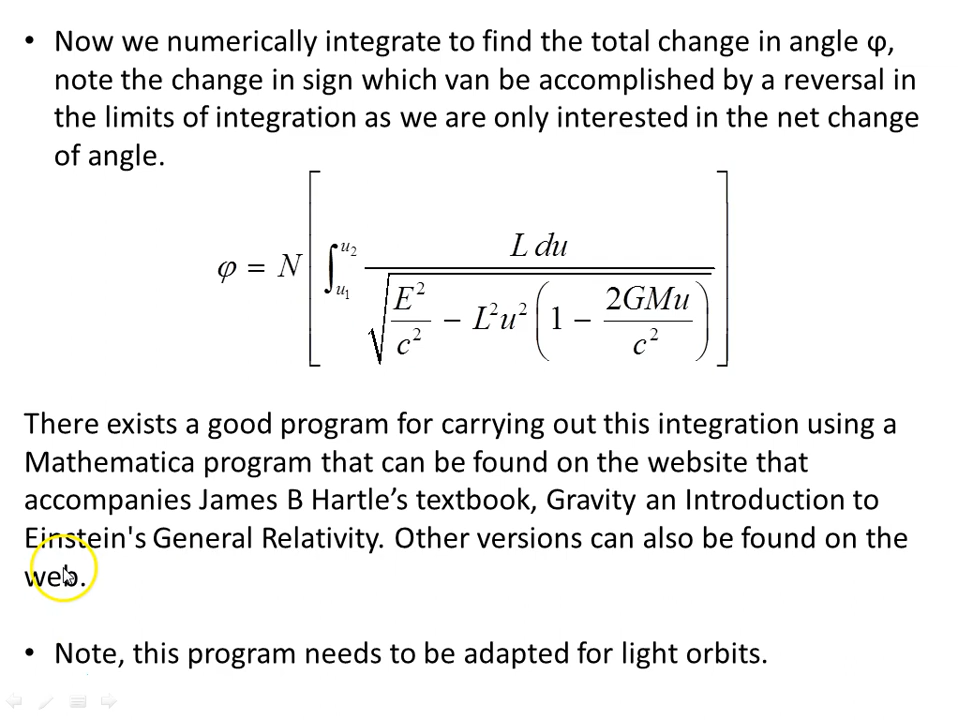 • Now we numerically integrate to find the total change in angle φ,
note the change in sign which van be accomplished by a reversal in
the limits of integration as we are only interested in the net change
of angle.
φ = N [ ∫_{u₁}^{u₂} L du / √( E²/c² − L²u² ( 1 − 2GMu/c² ) ) ]
There exists a good program for carrying out this integration using a
Mathematica program that can be found on the website that
accompanies James B Hartle’s textbook, Gravity an Introduction to
Einstein's General Relativity. Other versions can also be found on the
web.
• Note, this program needs to be adapted for light orbits.